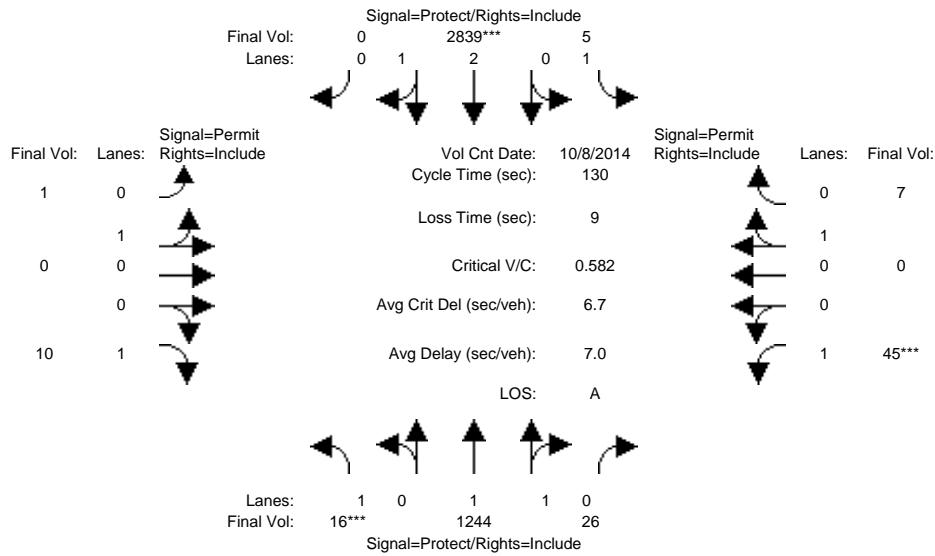 Signal=Protect/Rights=Include
Final Vol: 0 2839*** 5
Lanes: 0 1 2 0 1
Signal=Permit Signal=Permit
Final Vol: Lanes: Rights=Include Vol Cnt Date: 10/8/2014 Rights=Include Lanes: Final Vol:
Cycle Time (sec): 130
1 0 0 7
Loss Time (sec): 9
1 1
0 0 Critical V/C: 0.582 0 0
0 Avg Crit Del (sec/veh): 6.7 0
10 1 Avg Delay (sec/veh): 7.0 1 45***
LOS: A
Lanes: 1 0 1 1 0
Final Vol: 16*** 1244 26
Signal=Protect/Rights=Include